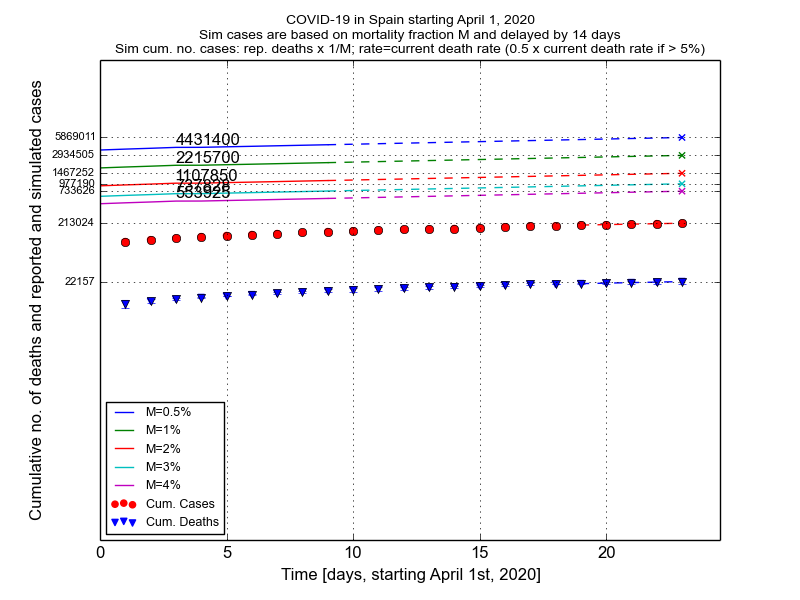 COVID-19 in Spain starting April 1, 2020
Sim cases are based on mortality fraction M and delayed by 14 days
Sim cum. no. cases: rep. deaths x 1/M; rate=current death rate (0.5 x current death rate if > 5%)
Cumulative no. of deaths and reported and simulated cases
5869011
2934505
1467252
977190
733626
213024
22157
4431400
2215700
1107850
553925
M=0.5%
M=1%
M=2%
M=3%
M=4%
Cum. Cases
Cum. Deaths
0 5 10 15 20
Time [days, starting April 1st, 2020]